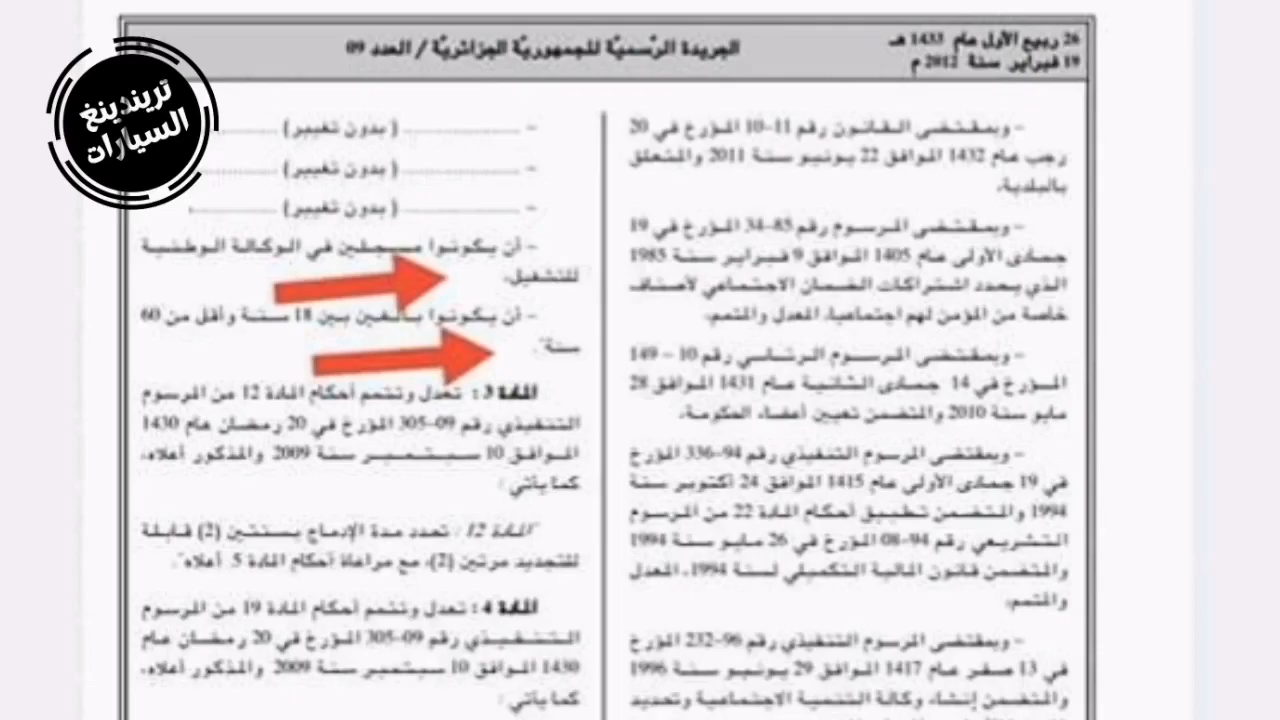 26 ربيع الأول عام 1433 هـ
19 فبراير سنة 2012 م
الجريدة الرّسميّة للجمهوريّة الجزائريّة / العدد 09
تريندينغ
السيارات
– وبمقتضى القانون رقم 11–10 المؤرخ في 20
رجب عام 1432 الموافق 22 يونيو سنة 2011 والمتعلق
بالبلدية،
– وبمقتضى المرسوم رقم 85–34 المؤرخ في 19
جمادى الأولى عام 1405 الموافق 9 فبراير سنة 1985
الذي يحدد اشتراكات الضمان الاجتماعي لأصناف
خاصة من المؤمن لهم اجتماعيا، المعدل والمتمم،
– وبمقتضى المرسوم الرئاسي رقم 10 – 149
المؤرخ في 14 جمادى الثانية عام 1431 الموافق 28
مايو سنة 2010 والمتضمن تعيين أعضاء الحكومة،
– وبمقتضى المرسوم التنفيذي رقم 94–336 المؤرخ
في 19 جمادى الأولى عام 1415 الموافق 24 أكتوبر سنة
1994 والمتضمن تطبيق أحكام المادة 22 من المرسوم
التشريعي رقم 94–08 المؤرخ في 26 مايو سنة 1994
والمتضمن قانون المالية التكميلي لسنة 1994، المعدل
والمتمم،
– وبمقتضى المرسوم التنفيذي رقم 96–232 المؤرخ
في 13 صفر عام 1417 الموافق 29 يونيو سنة 1996
والمتضمن إنشاء وكالة التنمية الاجتماعية وتحديد
– .................... ( بدون تغيير) ....................
– .................... ( بدون تغيير) ....................
– .................... ( بدون تغيير) ....................
– أن يكونوا مسجلين في الوكالة الوطنية
للتشغيل،
– أن يكونوا بالغين بين 18 سنة وأقل من 60
سنة".
المادة 3 : تعدل وتتمم أحكام المادة 12 من المرسوم
التنفيذي رقم 09–305 المؤرخ في 20 رمضان عام 1430
الموافق 10 سبتمبر سنة 2009 والمذكور أعلاه،
كما يأتي :
"المادة 12 : تحدد مدة الإدماج بسنتين (2) قابلة
للتجديد مرتين (2)، مع مراعاة أحكام المادة 5 أعلاه".
المادة 4 : تعدل وتتمم أحكام المادة 19 من المرسوم
التنفيذي رقم 09–305 المؤرخ في 20 رمضان عام
1430 الموافق 10 سبتمبر سنة 2009 والمذكور أعلاه،
كما يأتي :